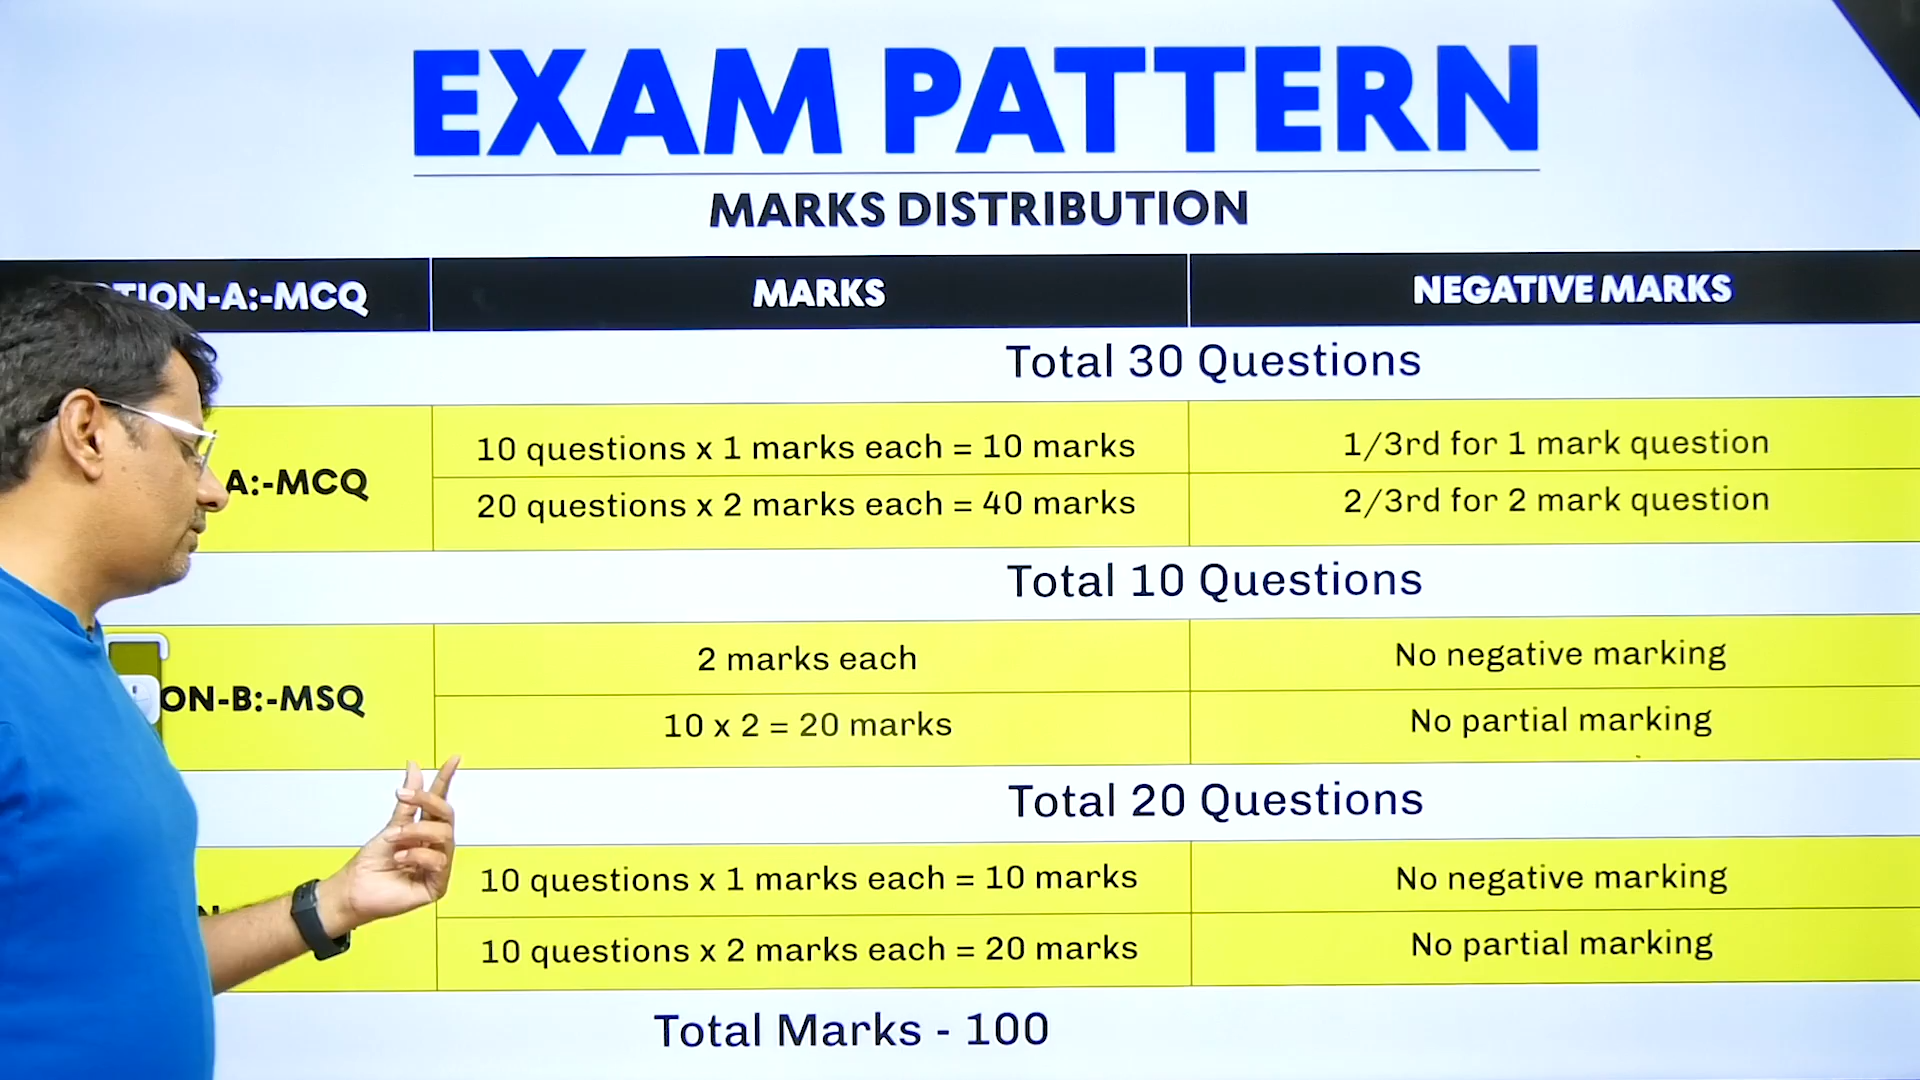 EXAM PATTERN
MARKS DISTRIBUTION
TION-A:-MCQ MARKS NEGATIVE MARKS
Total 30 Questions
A:-MCQ
10 questions x 1 marks each = 10 marks 1/3rd for 1 mark question
20 questions x 2 marks each = 40 marks 2/3rd for 2 mark question
Total 10 Questions
ON-B:-MSQ
2 marks each No negative marking
10 x 2 = 20 marks No partial marking
Total 20 Questions
10 questions x 1 marks each = 10 marks No negative marking
10 questions x 2 marks each = 20 marks No partial marking
Total Marks - 100